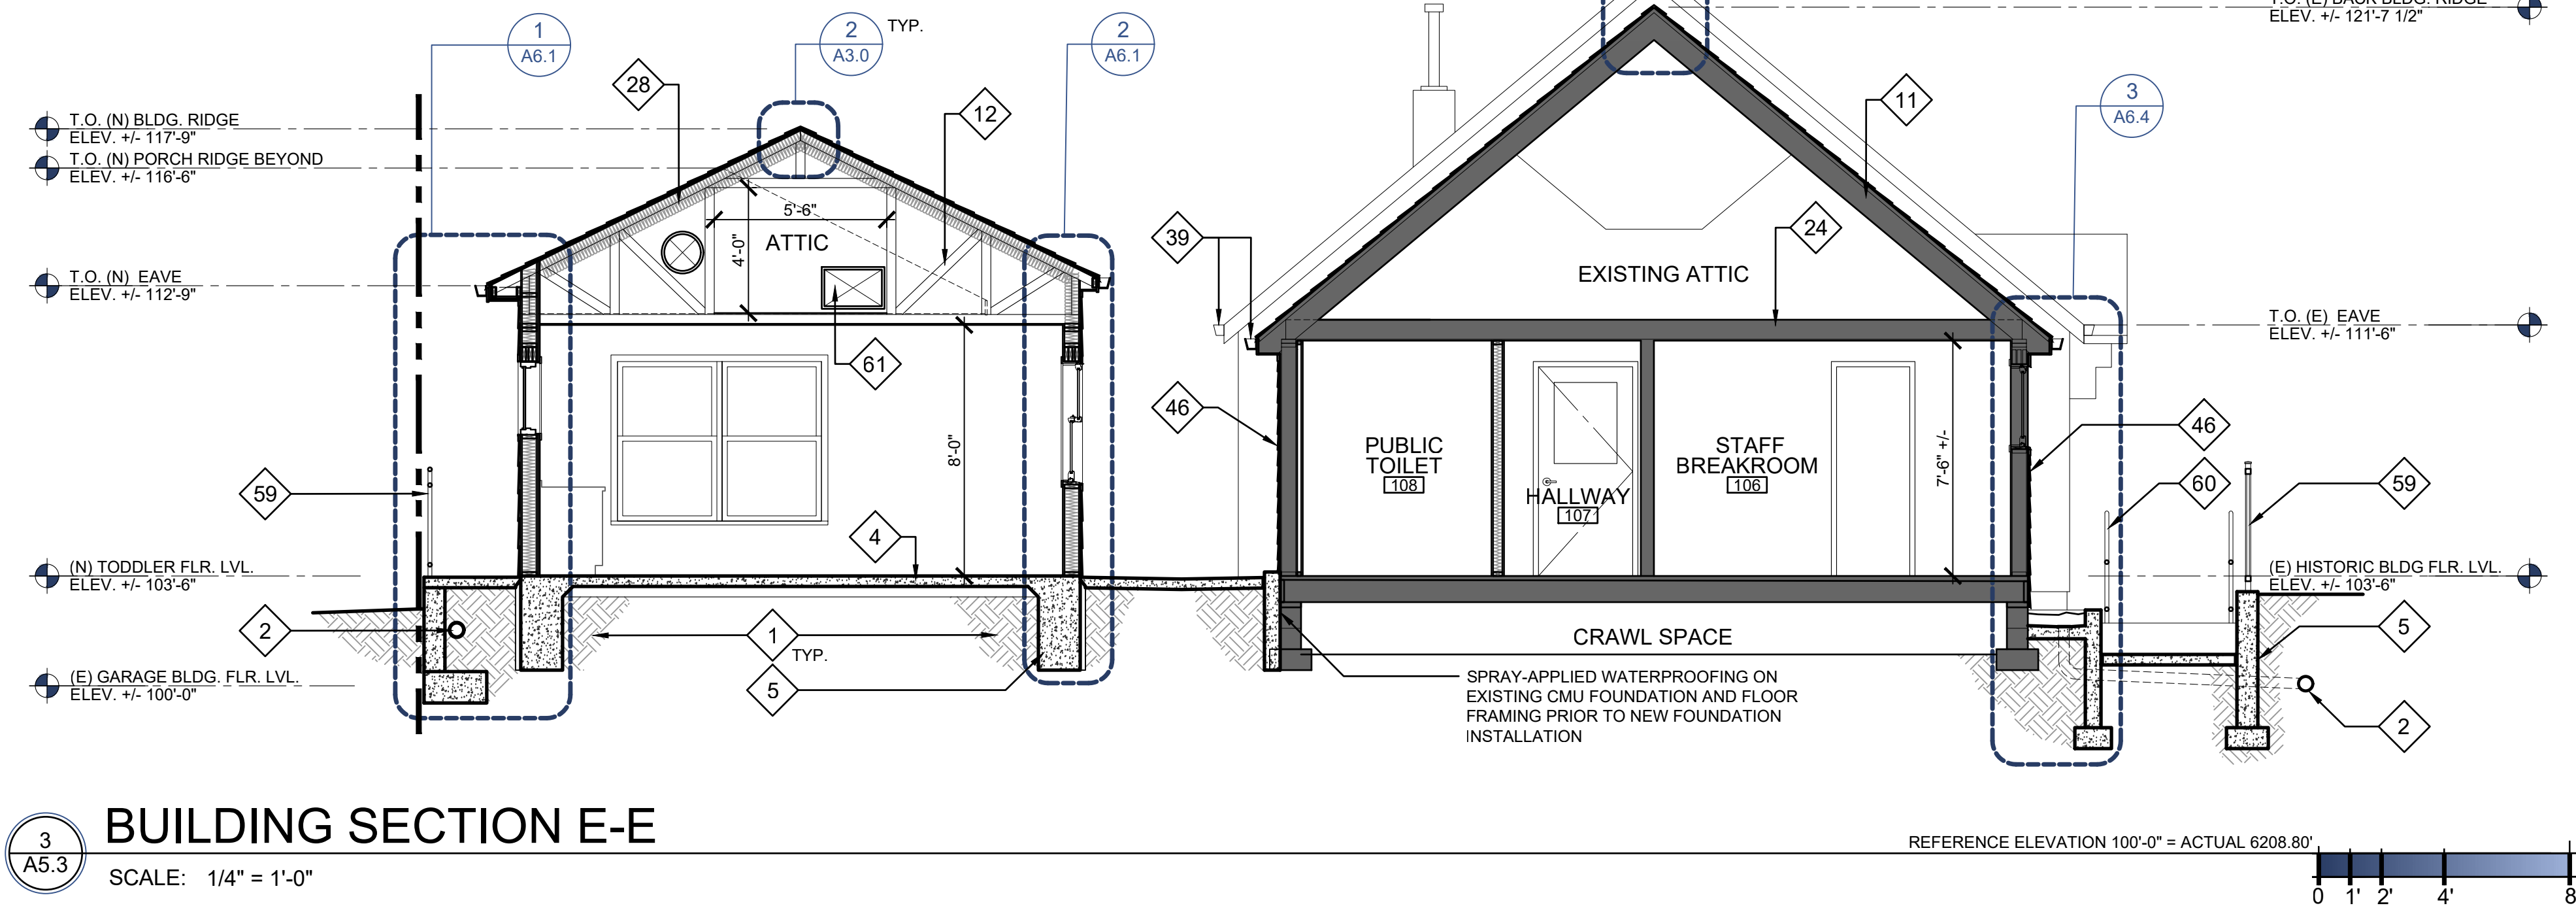 1
A6.1
2
A3.0
TYP.
2
A6.1
T.O. (E) BACK BLDG. RIDGE
ELEV. +/- 121'-7 1/2"
28
12
11
3
A6.4
T.O. (N) BLDG. RIDGE
ELEV. +/- 117'-9"
T.O. (N) PORCH RIDGE BEYOND
ELEV. +/- 116'-6"
5'-6"
ATTIC
4'-0"
39
24
EXISTING ATTIC
T.O. (N) EAVE
ELEV. +/- 112'-9"
T.O. (E) EAVE
ELEV. +/- 111'-6"
61
46
8'-0"
PUBLIC
TOILET
108
HALLWAY
107
STAFF
BREAKROOM
106
7'-6" +/-
46
60
59
59
4
(N) TODDLER FLR. LVL.
ELEV. +/- 103'-6"
(E) HISTORIC BLDG FLR. LVL.
ELEV. +/- 103'-6"
2
1
TYP.
CRAWL SPACE
5
(E) GARAGE BLDG. FLR. LVL.
ELEV. +/- 100'-0"
5
SPRAY-APPLIED WATERPROOFING ON
EXISTING CMU FOUNDATION AND FLOOR
FRAMING PRIOR TO NEW FOUNDATION
INSTALLATION
2
3
A5.3
BUILDING SECTION E-E
SCALE: 1/4" = 1'-0"
REFERENCE ELEVATION 100'-0" = ACTUAL 6208.80'
0 1' 2' 4' 8